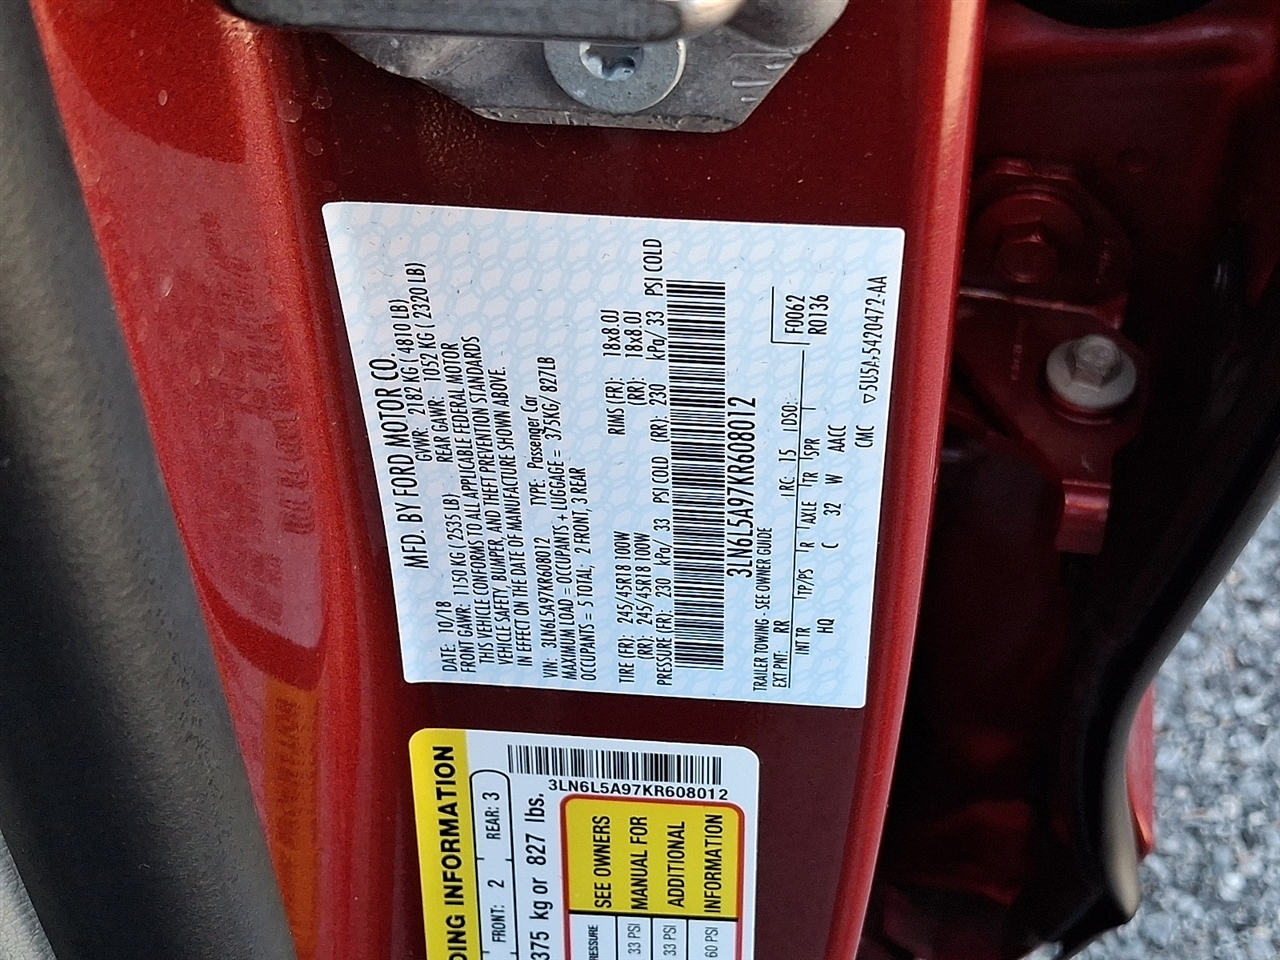 MFD. BY FORD MOTOR CO.
DATE: 10/18 GVWR: 2182 KG ( 4810 LB)
FRONT GAWR: 1150 KG ( 2535 LB) REAR GAWR: 1052 KG ( 2320 LB)
THIS VEHICLE CONFORMS TO ALL APPLICABLE FEDERAL MOTOR
VEHICLE SAFETY, BUMPER, AND THEFT PREVENTION STANDARDS
IN EFFECT ON THE DATE OF MANUFACTURE SHOWN ABOVE.
VIN: 3LN6L5A97KR608012 TYPE: Passenger Car
MAXIMUM LOAD = OCCUPANTS + LUGGAGE = 375KG/ 827LB
OCCUPANTS = 5 TOTAL; 2 FRONT, 3 REAR
TIRE (FR): 245/45R18 100W RIMS (FR): 18x8.0J
(RR): 245/45R18 100W (RR): 18x8.0J
PRESSURE (FR): 230 kPa/ 33 PSI COLD (RR): 230 kPa/ 33 PSI COLD
3LN6L5A97KR608012
TRAILER TOWING - SEE OWNER GUIDE
EXT PNT: RR RC: 15 DSO: F0062
INT TR TP/PS R AXLE TR SPR R0136
HQ C 32 W AACC
CMC 5U5A-5420472-AA
3LN6L5A97KR608012
DING INFORMATION
FRONT: 2 REAR: 3
375 kg or 827 lbs.
SEE OWNERS
MANUAL FOR
ADDITIONAL
INFORMATION
33 PSI
33 PSI
60 PSI